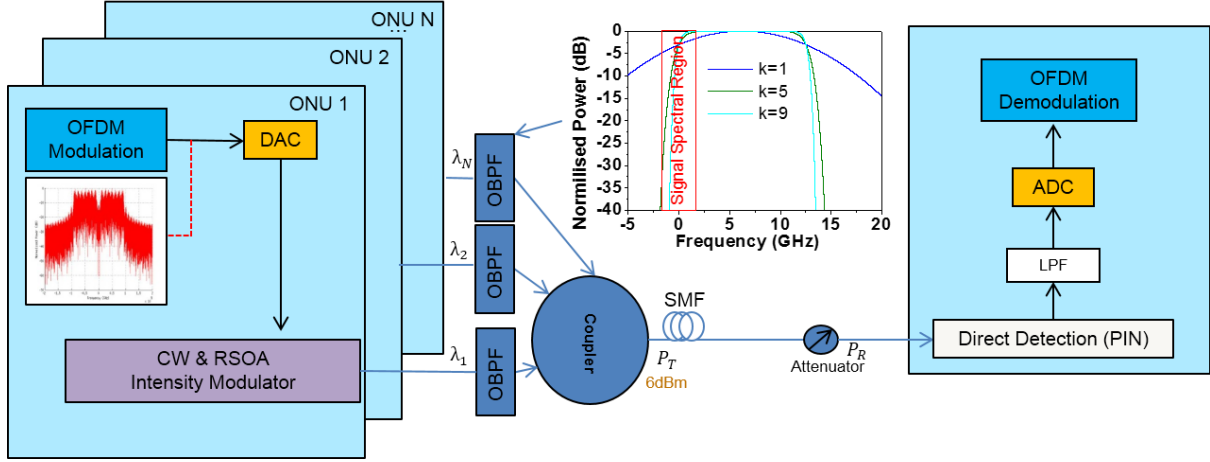 ONU N
...
ONU 2
ONU 1
OFDM
Modulation
DAC
CW & RSOA
Intensity Modulator
λN
OBPF
λ2
OBPF
λ1
OBPF
Coupler
Normilised Power (dB)
0
-5
-10
-15
-20
-25
-30
-35
-40
Signal Spectral Region
k=1
k=5
k=9
-5 0 5 10 15 20
Frequency (GHz)
SMF
PT
6dBm
Attenuator
PR
OFDM
Demodulation
ADC
LPF
Direct Detection (PIN)